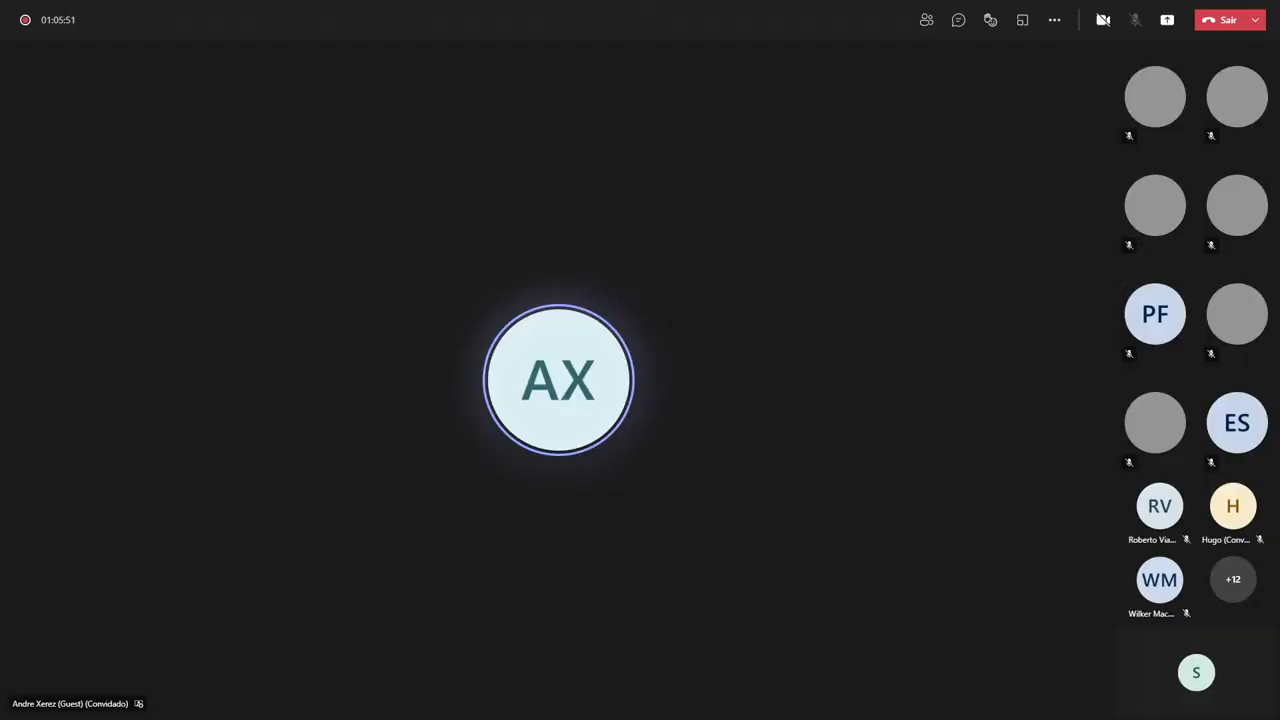 01:05:51
Sair
AX
PF
ES
RV
H
Roberto Via...
Hugo (Conv...
WM
+12
Wilker Mac...
S
Andre Xerez (Guest) (Convidado)